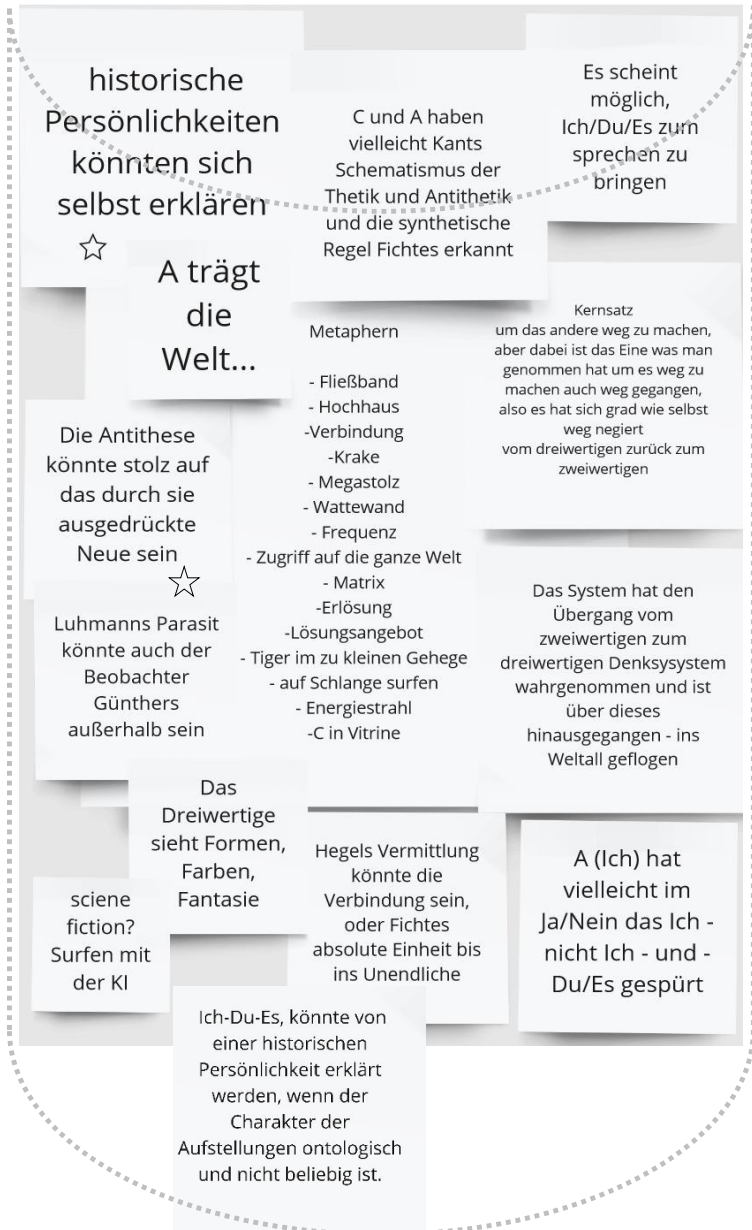 historische
Persönlichkeiten
könnten sich
selbst erklären
C und A haben
vielleicht Kants
Schematismus der
Thetik und Antithetik
und die synthetische
Regel Fichtes erkannt
Es scheint
möglich,
Ich/Du/Es zum
sprechen zu
bringen
A trägt
die
Welt...
Metaphern
- Fließband
- Hochhaus
-Verbindung
-Krake
- Megastolz
- Wattewand
- Frequenz
- Zugriff auf die ganze Welt
- Matrix
-Erlösung
-Lösungsangebot
- Tiger im zu kleinen Gehege
- auf Schlange surfen
- Energiestrahl
-C in Vitrine
Kernsatz
um das andere weg zu machen,
aber dabei ist das Eine was man
genommen hat um es weg zu
machen auch weg gegangen,
also es hat sich grad wie selbst
weg negiert
vom dreiwertigen zurück zum
zweiwertigen
Die Antithese
könnte stolz auf
das durch sie
ausgedrückte
Neue sein
Luhmanns Parasit
könnte auch der
Beobachter
Günthers
außerhalb sein
Das System hat den
Übergang vom
zweiwertigen zum
dreiwertigen Denksysystem
wahrgenommen und ist
über dieses
hinausgegangen - ins
Weltall geflogen
Das
Dreiwertige
sieht Formen,
Farben,
Fantasie
Hegels Vermittlung
könnte die
Verbindung sein,
oder Fichtes
absolute Einheit bis
ins Unendliche
A (Ich) hat
vielleicht im
Ja/Nein das Ich -
nicht Ich - und -
Du/Es gespürt
sciene
fiction?
Surfen mit
der KI
Ich-Du-Es, könnte von
einer historischen
Persönlichkeit erklärt
werden, wenn der
Charakter der
Aufstellungen ontologisch
und nicht beliebig ist.